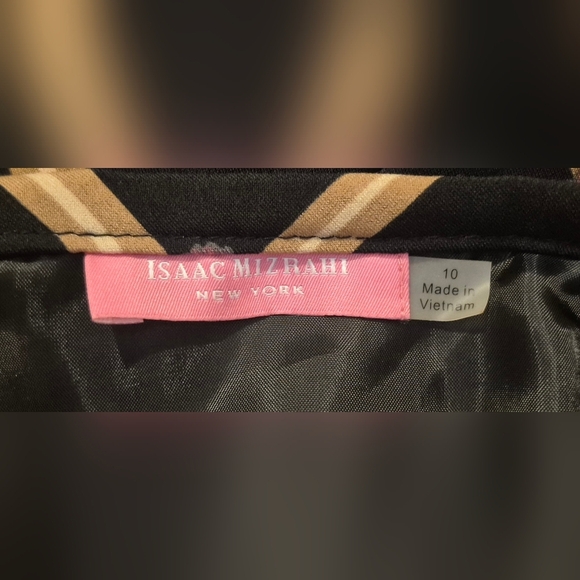 ISAAC MIZRAHI
NEW YORK
10
Made in
Vietnam